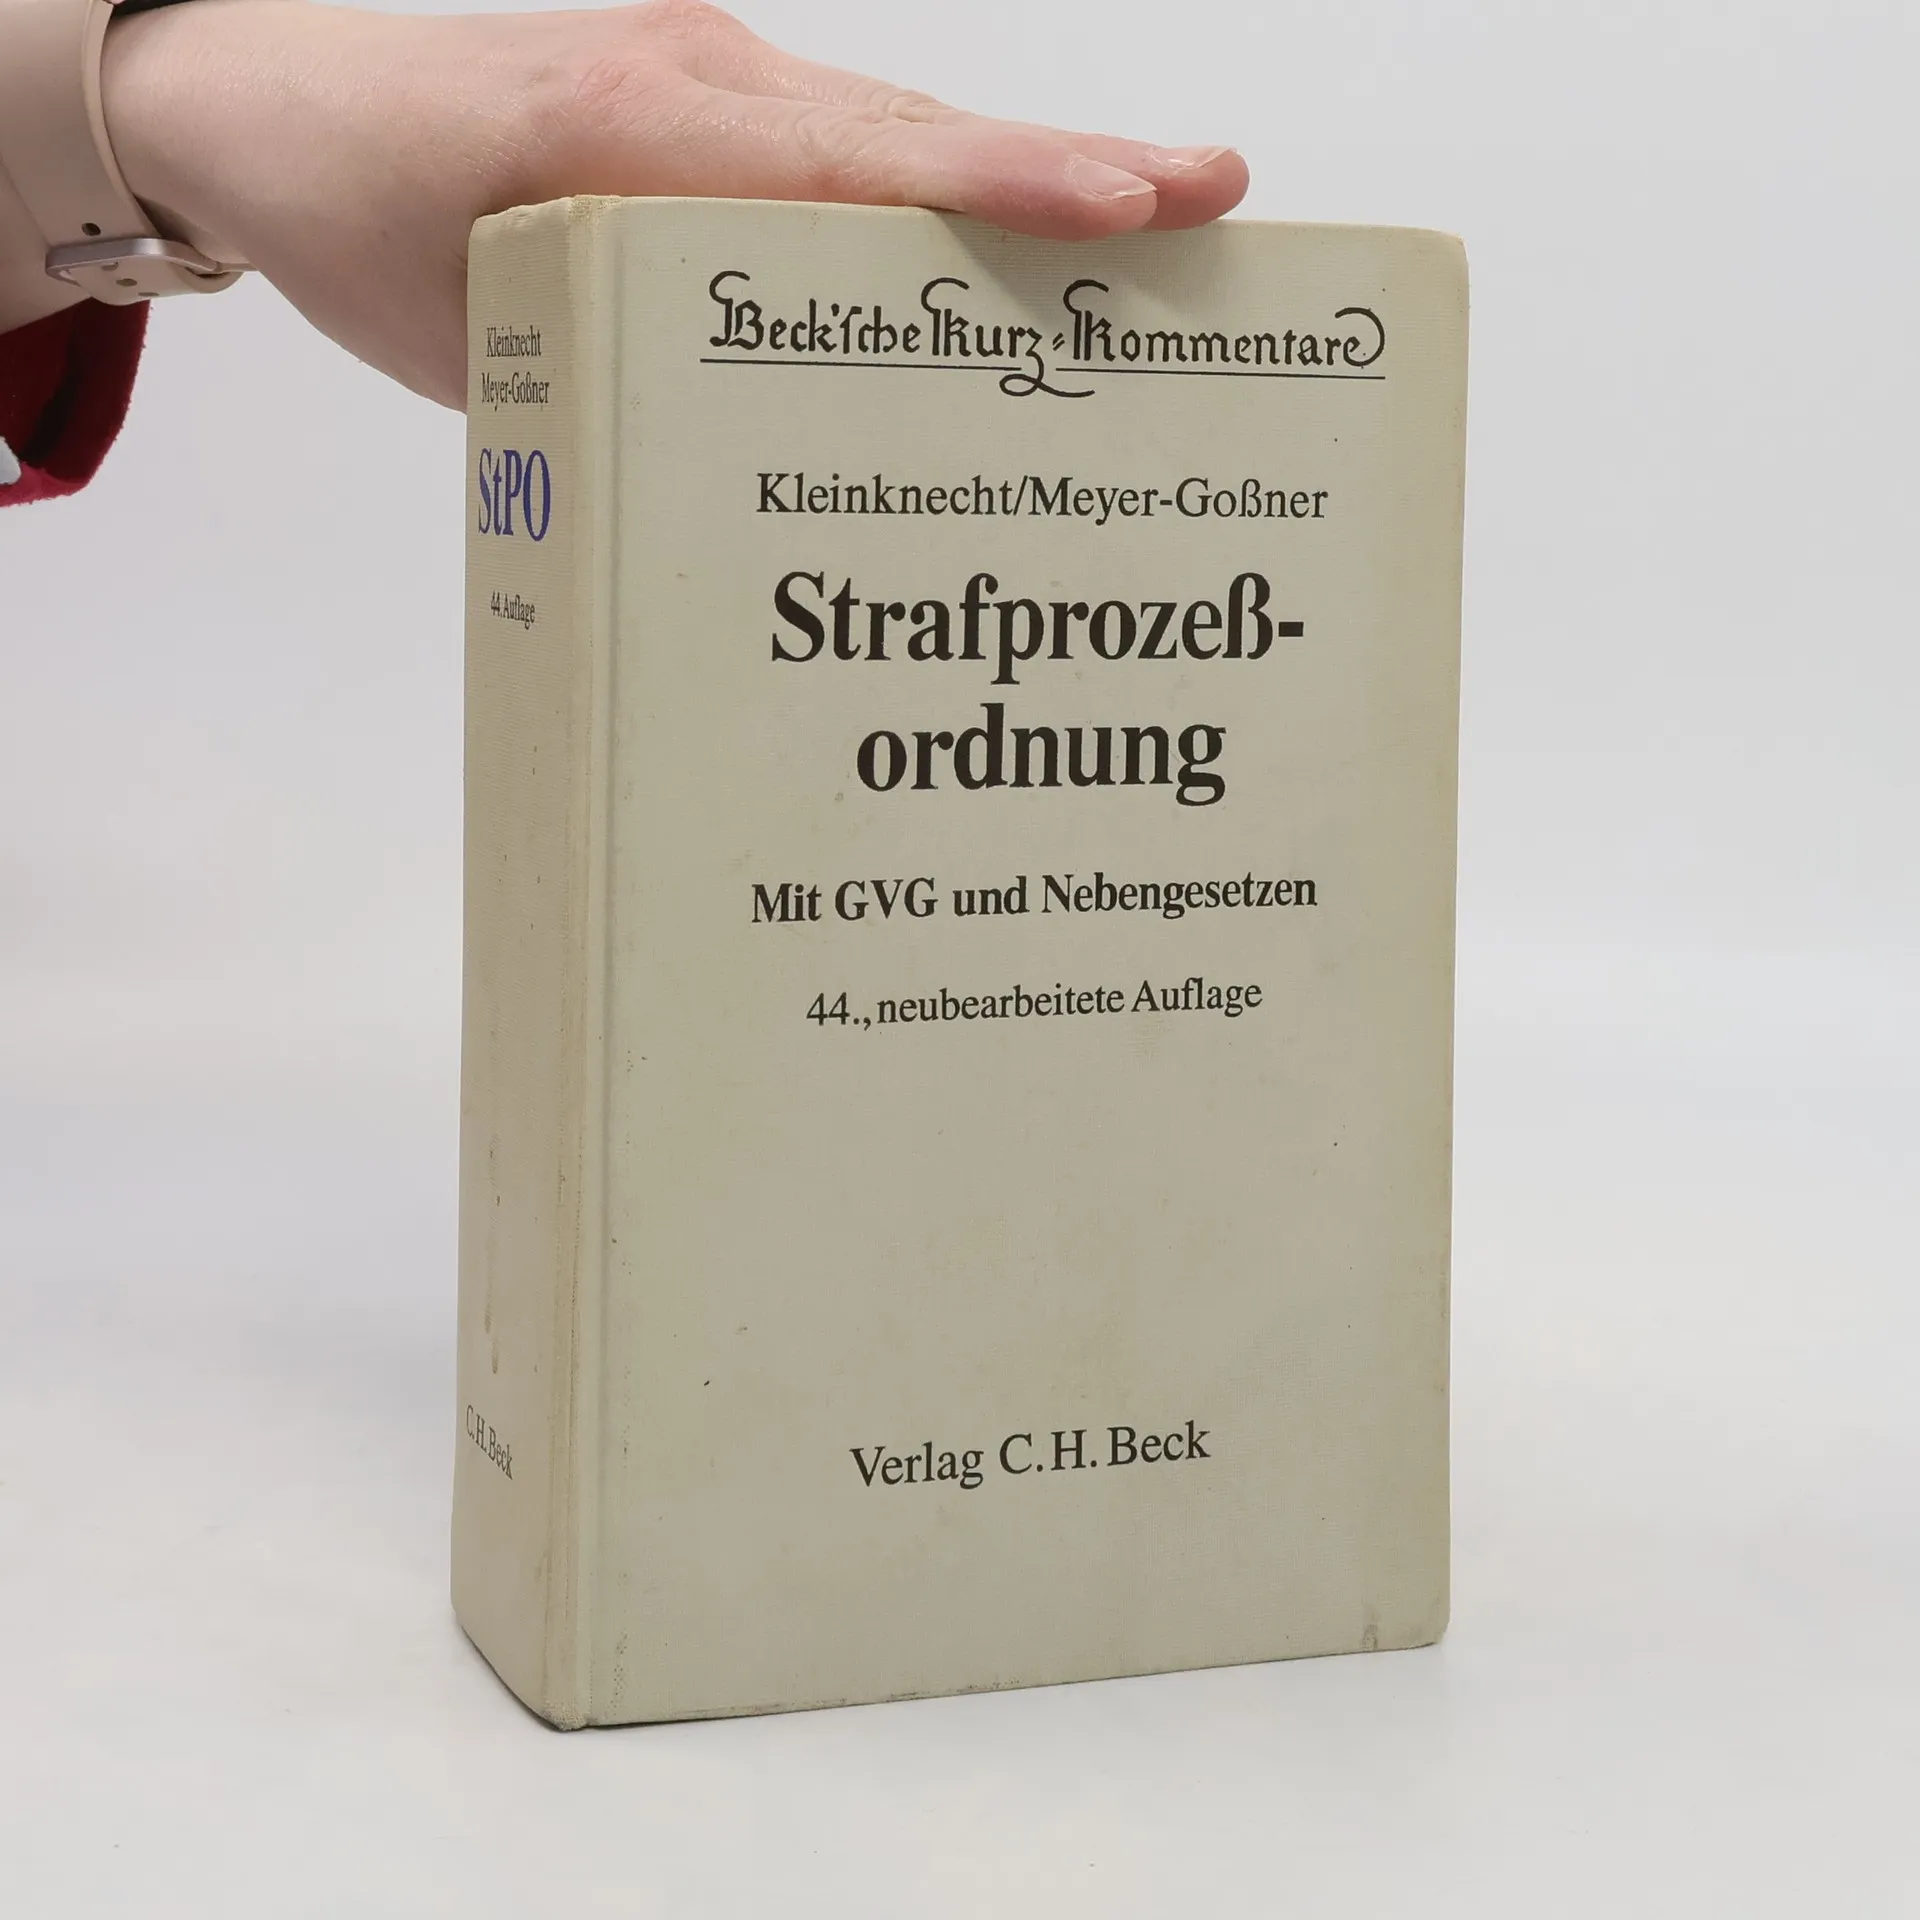 Kleinknecht
Meyer-Goßner
StPO
44. Auflage
C.H.Beck
Beck'sche Kurz-Kommentare
Kleinknecht/Meyer-Goßner
Strafprozeß-
ordnung
Mit GVG und Nebengesetzen
44., neubearbeitete Auflage
Verlag C.H.Beck